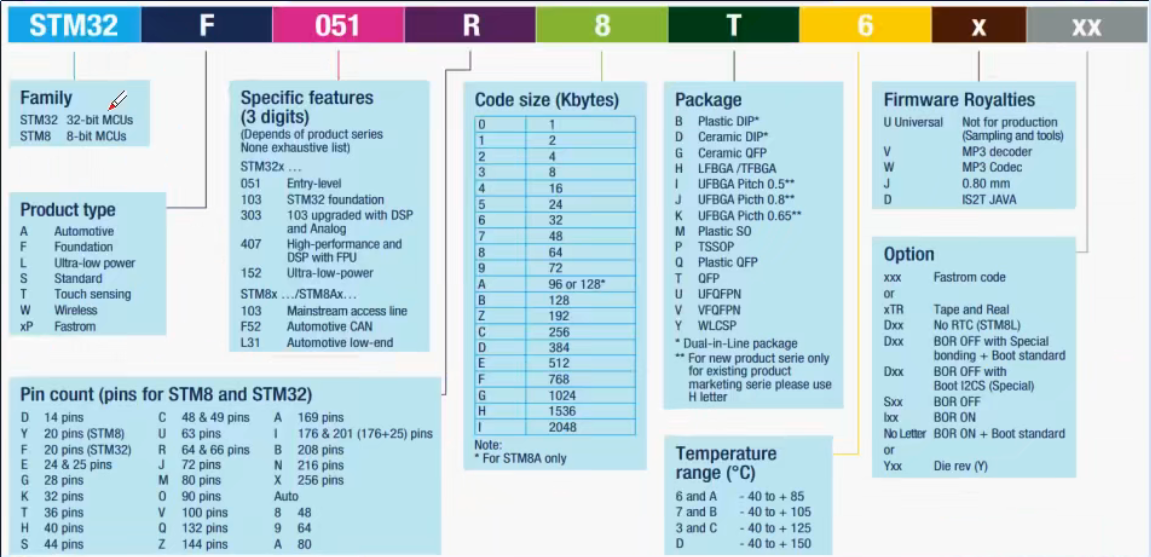 STM32 F 051 R 8 T 6 x xx
Family
STM32 32-bit MCUs
STM8 8-bit MCUs
Product type
A Automotive
F Foundation
L Ultra-low power
S Standard
T Touch sensing
W Wireless
xP Fastrom
Specific features
(3 digits)
(Depends of product series
None exhaustive list)
STM32x ...
051 Entry-level
103 STM32 foundation
303 103 upgraded with DSP
and Analog
407 High-performance and
DSP with FPU
152 Ultra-low-power
STM8x .../STM8Ax...
103 Mainstream access line
F52 Automotive CAN
L31 Automotive low-end
Pin count (pins for STM8 and STM32)
D 14 pins C 48 & 49 pins A 169 pins
Y 20 pins (STM8) U 63 pins I 176 & 201 (176+25) pins
F 20 pins (STM32) R 64 & 66 pins B 208 pins
E 24 & 25 pins J 72 pins N 216 pins
G 28 pins M 80 pins X 256 pins
K 32 pins O 90 pins Auto
T 36 pins V 100 pins 8 48
H 40 pins Q 132 pins 9 64
S 44 pins Z 144 pins A 80
Code size (Kbytes)
0 1
1 2
2 4
3 8
4 16
5 24
6 32
7 48
8 64
9 72
A 96 or 128*
B 128
Z 192
C 256
D 384
E 512
F 768
G 1024
H 1536
I 2048
Note:
* For STM8A only
Package
B Plastic DIP*
D Ceramic DIP*
G Ceramic QFP
H LFBGA /TFBGA
I UFBGA Pitch 0.5**
J UFBGA Picth 0.8**
K UFBGA Picth 0.65**
M Plastic SO
P TSSOP
Q Plastic QFP
T QFP
U UFQFPN
V VFQFPN
Y WLCSP
* Dual-in-Line package
** For new product serie only
for existing product
marketing serie please use
H letter
Temperature
range (°C)
6 and A - 40 to + 85
7 and B - 40 to + 105
3 and C - 40 to + 125
D - 40 to + 150
Firmware Royalties
U Universal Not for production
(Sampling and tools)
V MP3 decoder
W MP3 Codec
J 0.80 mm
D IS2T JAVA
Option
xxx Fastrom code
or
xTR Tape and Real
Dxx No RTC (STM8L)
Dxx BOR OFF with Special
bonding + Boot standard
Dxx BOR OFF with
Boot I2CS (Special)
Sxx BOR OFF
Ixx BOR ON
No Letter BOR ON + Boot standard
or
Yxx Die rev (Y)